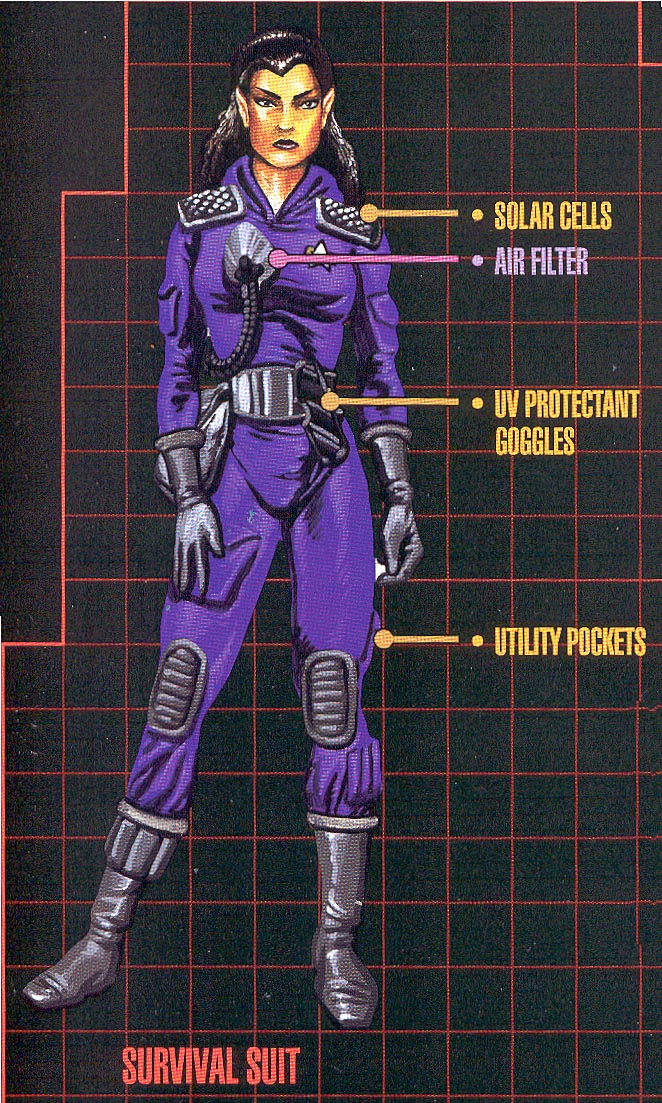 SOLAR CELLS
AIR FILTER
UV PROTECTANT
GOGGLES
UTILITY POCKETS
SURVIVAL SUIT